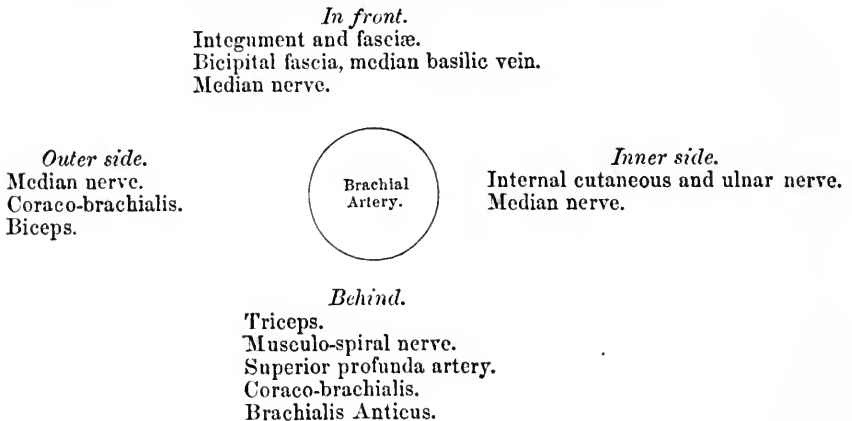 In front.
Integument and fasciæ.
Bicipital fascia, median basilic vein.
Median nerve.
Outer side.
Median nerve.
Coraco-brachialis.
Biceps.
Brachial
Artery.
Inner side.
Internal cutaneous and ulnar nerve.
Median nerve.
Behind.
Triceps.
Musculo-spiral nerve.
Superior profunda artery.
Coraco-brachialis.
Brachialis Anticus.